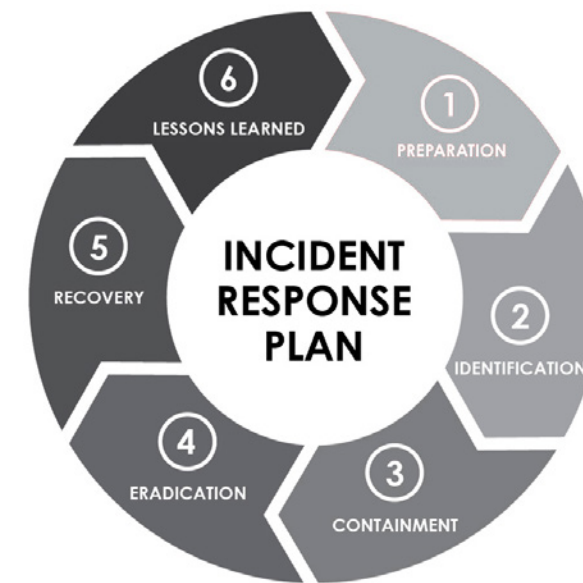 INCIDENT
RESPONSE
PLAN
1
PREPARATION
2
IDENTIFICATION
3
CONTAINMENT
4
ERADICATION
5
RECOVERY
6
LESSONS LEARNED